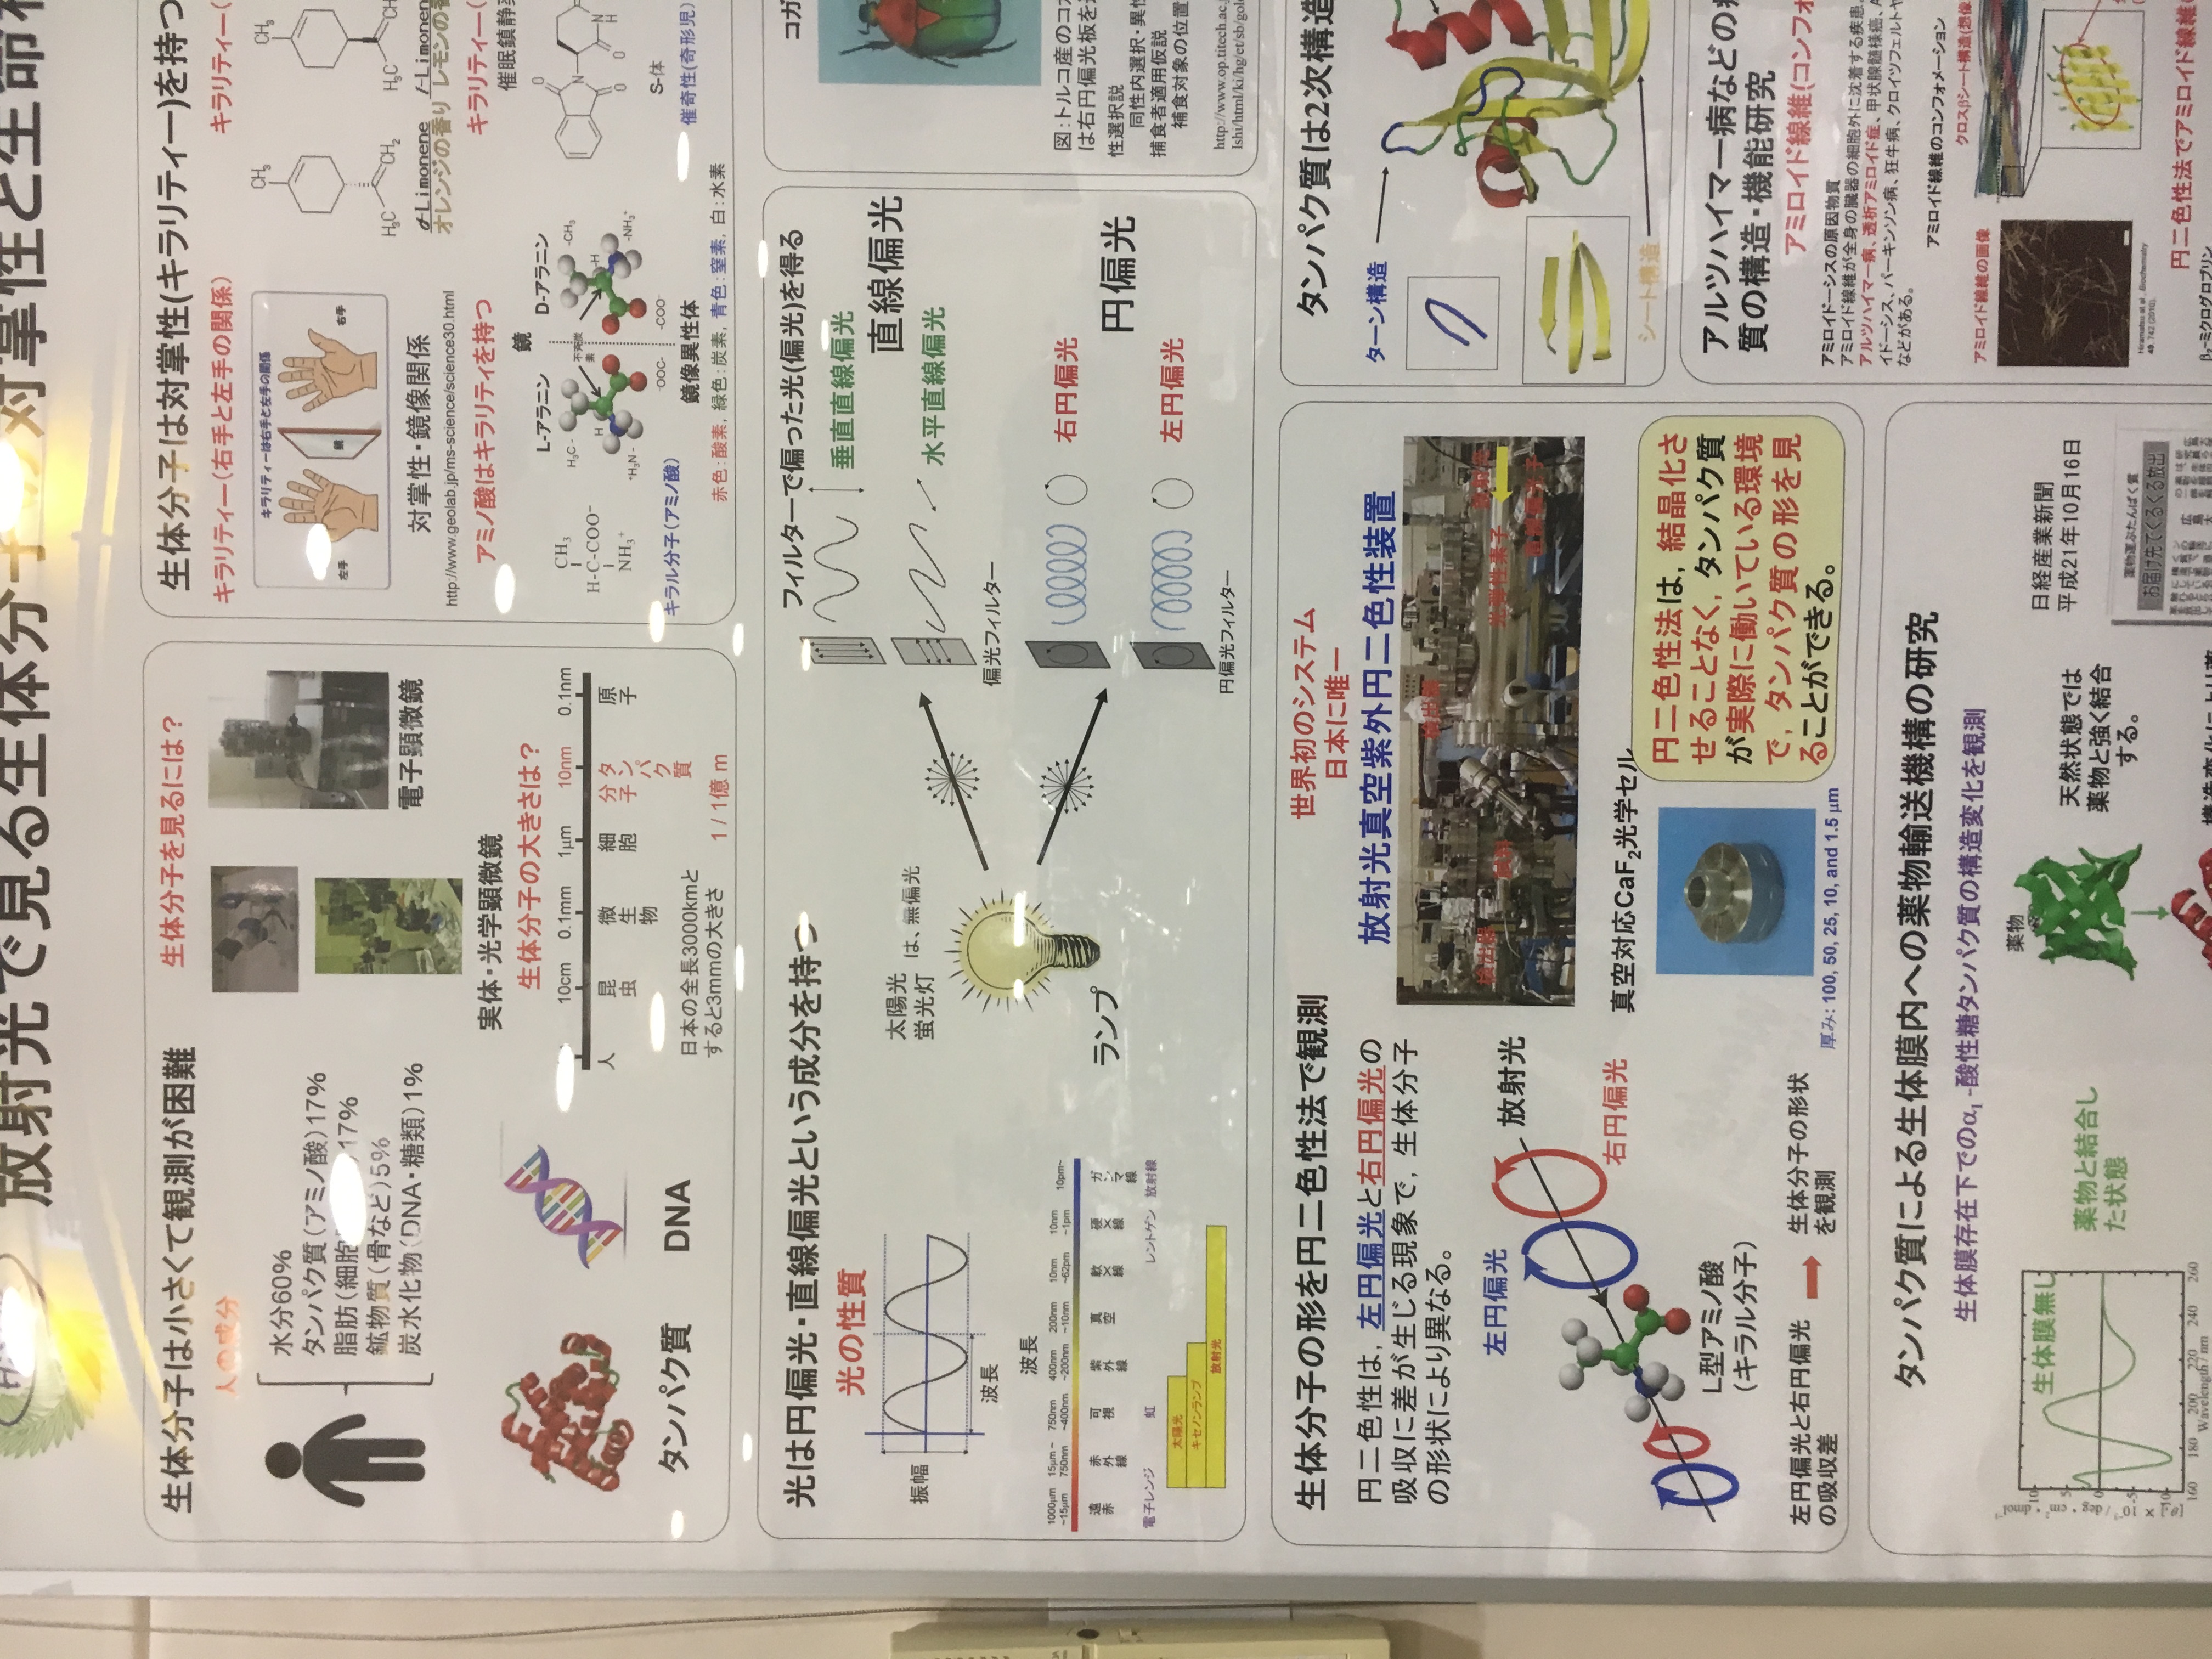 放射光で見る生体分子の対掌性と生命
生体分子は小さくて観測が困難
人の成分
水分60%
タンパク質(アミノ酸)17%
脂肪(細胞 )17%
鉱物質(骨など)5%
炭水化物(DNA・糖類)1%
タンパク質
DNA
生体分子を見るには?
電子顕微鏡
実体・光学顕微鏡
生体分子の大きさは?
10cm 0.1mm 1μm 10nm 0.1nm
人 昆虫 微生物 細胞 分子 タンパク質 原子
日本の全長3000kmと
すると3mmの大きさ
1 / 1億 m
生体分子は対掌性(キラリティー)を持つ
キラリティー(右手と左手の関係)
キラリティーは右手と左手の関係
左手 鏡 右手
対掌性・鏡像関係
http://www.geolab.jp/ms-science/science30.html
キラリティー(
CH₃ CH₃
H₃C CH₂ H₃C
d-Limonene l-Limonen
オレンジの香り レモンの香
アミノ酸はキラリティを持つ
鏡
L-アラニン D-アラニン
CH₃
H-C-COO⁻
NH₃⁺
H₃C- -CH₃
不斉炭素
H -H
⁺H₃N- -NH₃⁺
⁻OOC- -COO⁻
キラル分子(アミノ酸)
鏡像異性体
赤色:酸素, 緑色:炭素, 青色:窒素, 白:水素
キラリティー(
催眠鎮静薬
O
N
O O NH
S-体
催奇性(奇形児)
光は円偏光・直線偏光という成分を持つ
光の性質
振幅
波長
波長
1000μm~15μm 15μm~750nm 750nm~400nm 400nm~200nm 200nm~10nm 10nm~62pm 10nm~1pm 10pm~
遠赤 赤外線 可視 紫外線 真空 軟X線 硬X線 ガンマ線
電子レンジ 虹 レントゲン 放射線
太陽光
キセノンランプ
放射光
太陽光
蛍光灯
は、無偏光
ランプ
フィルターで偏った光(偏光)を得る
垂直直線偏光
直線偏光
水平直線偏光
偏光フィルター
右円偏光
円偏光
左円偏光
円偏光フィルター
コガ
図:トルコ産のコガ
は右円偏光板を
性選択説
同性内選択・異性
補食者適用仮説
補食対象の位置
http://www.op.titech.ac.j
Ishi/html/ki/hg/et/sb/gol
生体分子の形を円二色性法で観測
円二色性は, 左円偏光と右円偏光の
吸収に差が生じる現象で, 生体分子
の形状により異なる。
左円偏光
放射光
右円偏光
L型アミノ酸
(キラル分子)
左円偏光と右円偏光
の吸収差
生体分子の形状
を観測
世界初のシステム
日本に唯一
放射光真空紫外円二色性装置
検出器
検出器
試料
光弾性素子
放射光
直線偏光子
真空対応CaF₂光学セル
厚み: 100, 50, 25, 10, and 1.5 μm
円二色性法は, 結晶化さ
せることなく, タンパク質
が実際に働いている環境
で, タンパク質の形を見
ることができる。
タンパク質は2次構造
ターン構造
シート構造
アルツハイマー病などの
質の構造・機能研究
アミロイド線維(コンフォ
アミロイドーシスの原因物質
アミロイド線維が全身の臓器の細胞外に沈着する疾患。
アルツハイマー病、透析アミロイド症、甲状腺髄様癌、A
イドーシス、パーキンソン病、狂牛病、クロイツフェルトヤ
などがある。
アミロイド線維のコンフォメーション
クロスβシート構造(想像
アミロイド線維の画像
Hiramatsu et al., Biochemistry
49, 742 (2010).
円二色性法でアミロイド線維
β₂-ミクログロブリン
タンパク質による生体膜内への薬物輸送機構の研究
生体膜存在下でのα₁-酸性糖タンパク質の構造変化を観測
生体膜無し
10
5
0
-5
-10
160 180 200 220 240 260
Wavelength / nm
薬物と結合し
た状態
薬物
天然状態では
薬物と強く結合
する。
構造変化により薬
日経産業新聞
平成21年10月16日
薬物運ぶたんぱく質
お届け先でくるくる放出